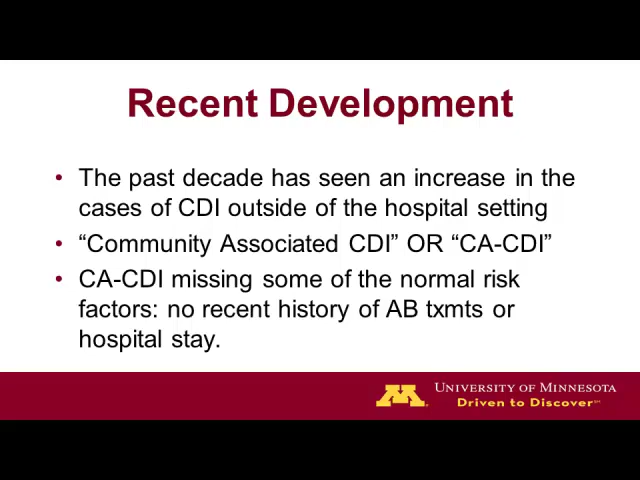 Recent Development
• The past decade has seen an increase in the
cases of CDI outside of the hospital setting
• “Community Associated CDI” OR “CA-CDI”
• CA-CDI missing some of the normal risk
factors: no recent history of AB txmts or
hospital stay.
UNIVERSITY OF MINNESOTA
Driven to Discover℠